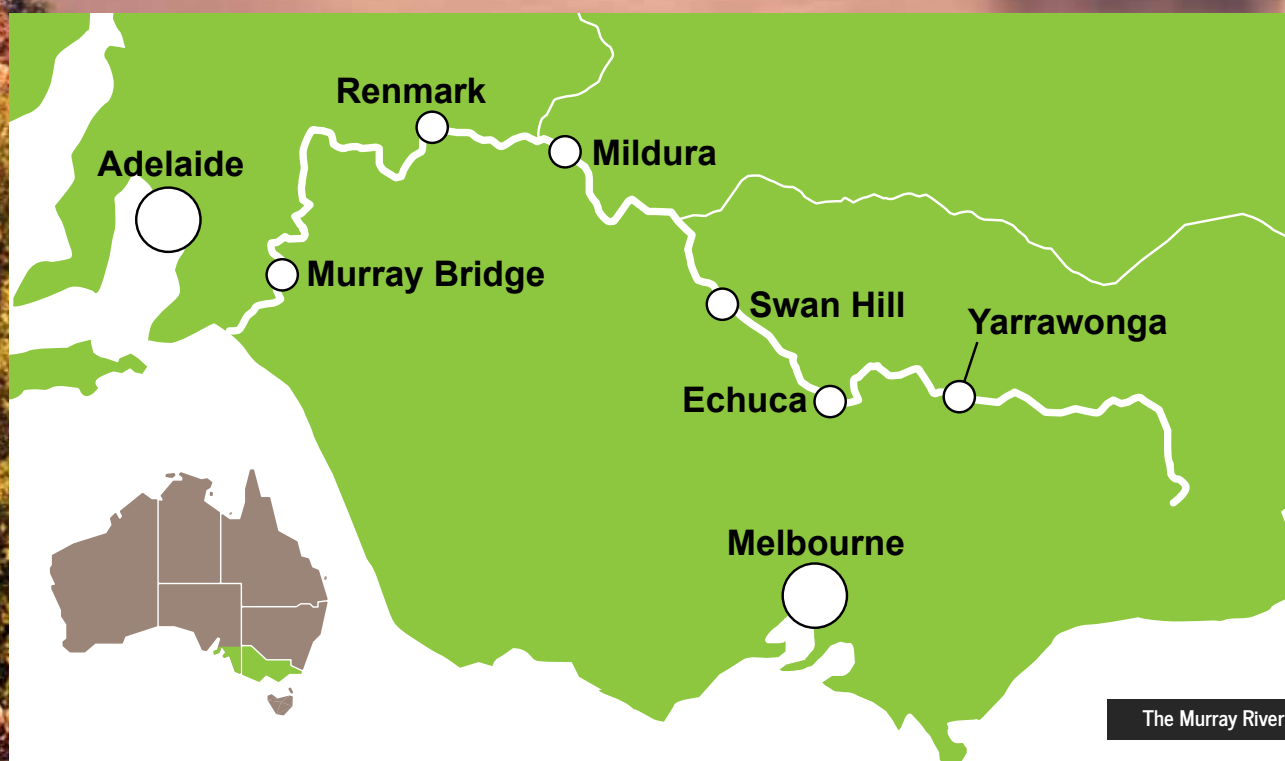 Renmark
Adelaide
Mildura
Murray Bridge
Swan Hill
Yarrawonga
Echuca
Melbourne
The Murray River